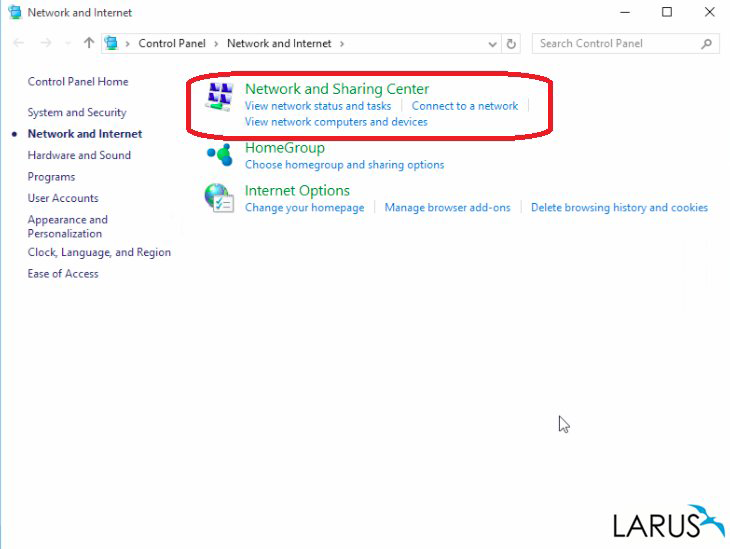 Network and Internet
Control Panel > Network and Internet >
Search Control Panel
Control Panel Home
System and Security
Network and Internet
Hardware and Sound
Programs
User Accounts
Appearance and
Personalization
Clock, Language, and Region
Ease of Access
Network and Sharing Center
View network status and tasks | Connect to a network |
View network computers and devices
HomeGroup
Choose homegroup and sharing options
Internet Options
Change your homepage | Manage browser add-ons | Delete browsing history and cookies
LARUS